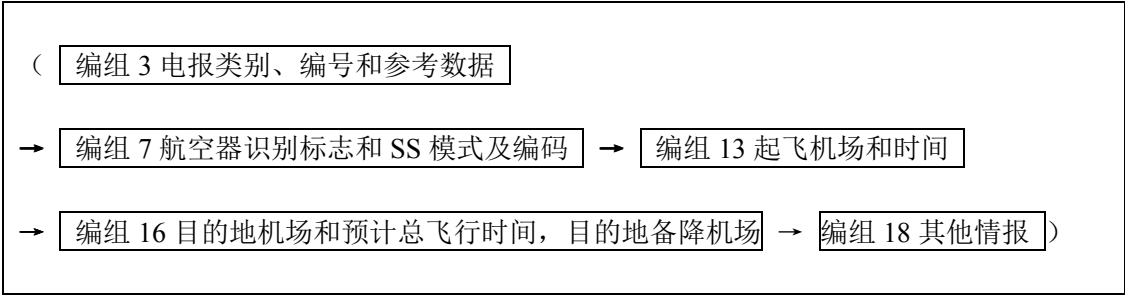 （ 编组 3 电报类别、编号和参考数据
→ 编组 7 航空器识别标志和 SS 模式及编码 → 编组 13 起飞机场和时间
→ 编组 16 目的地机场和预计总飞行时间，目的地备降机场 → 编组 18 其他情报 ）